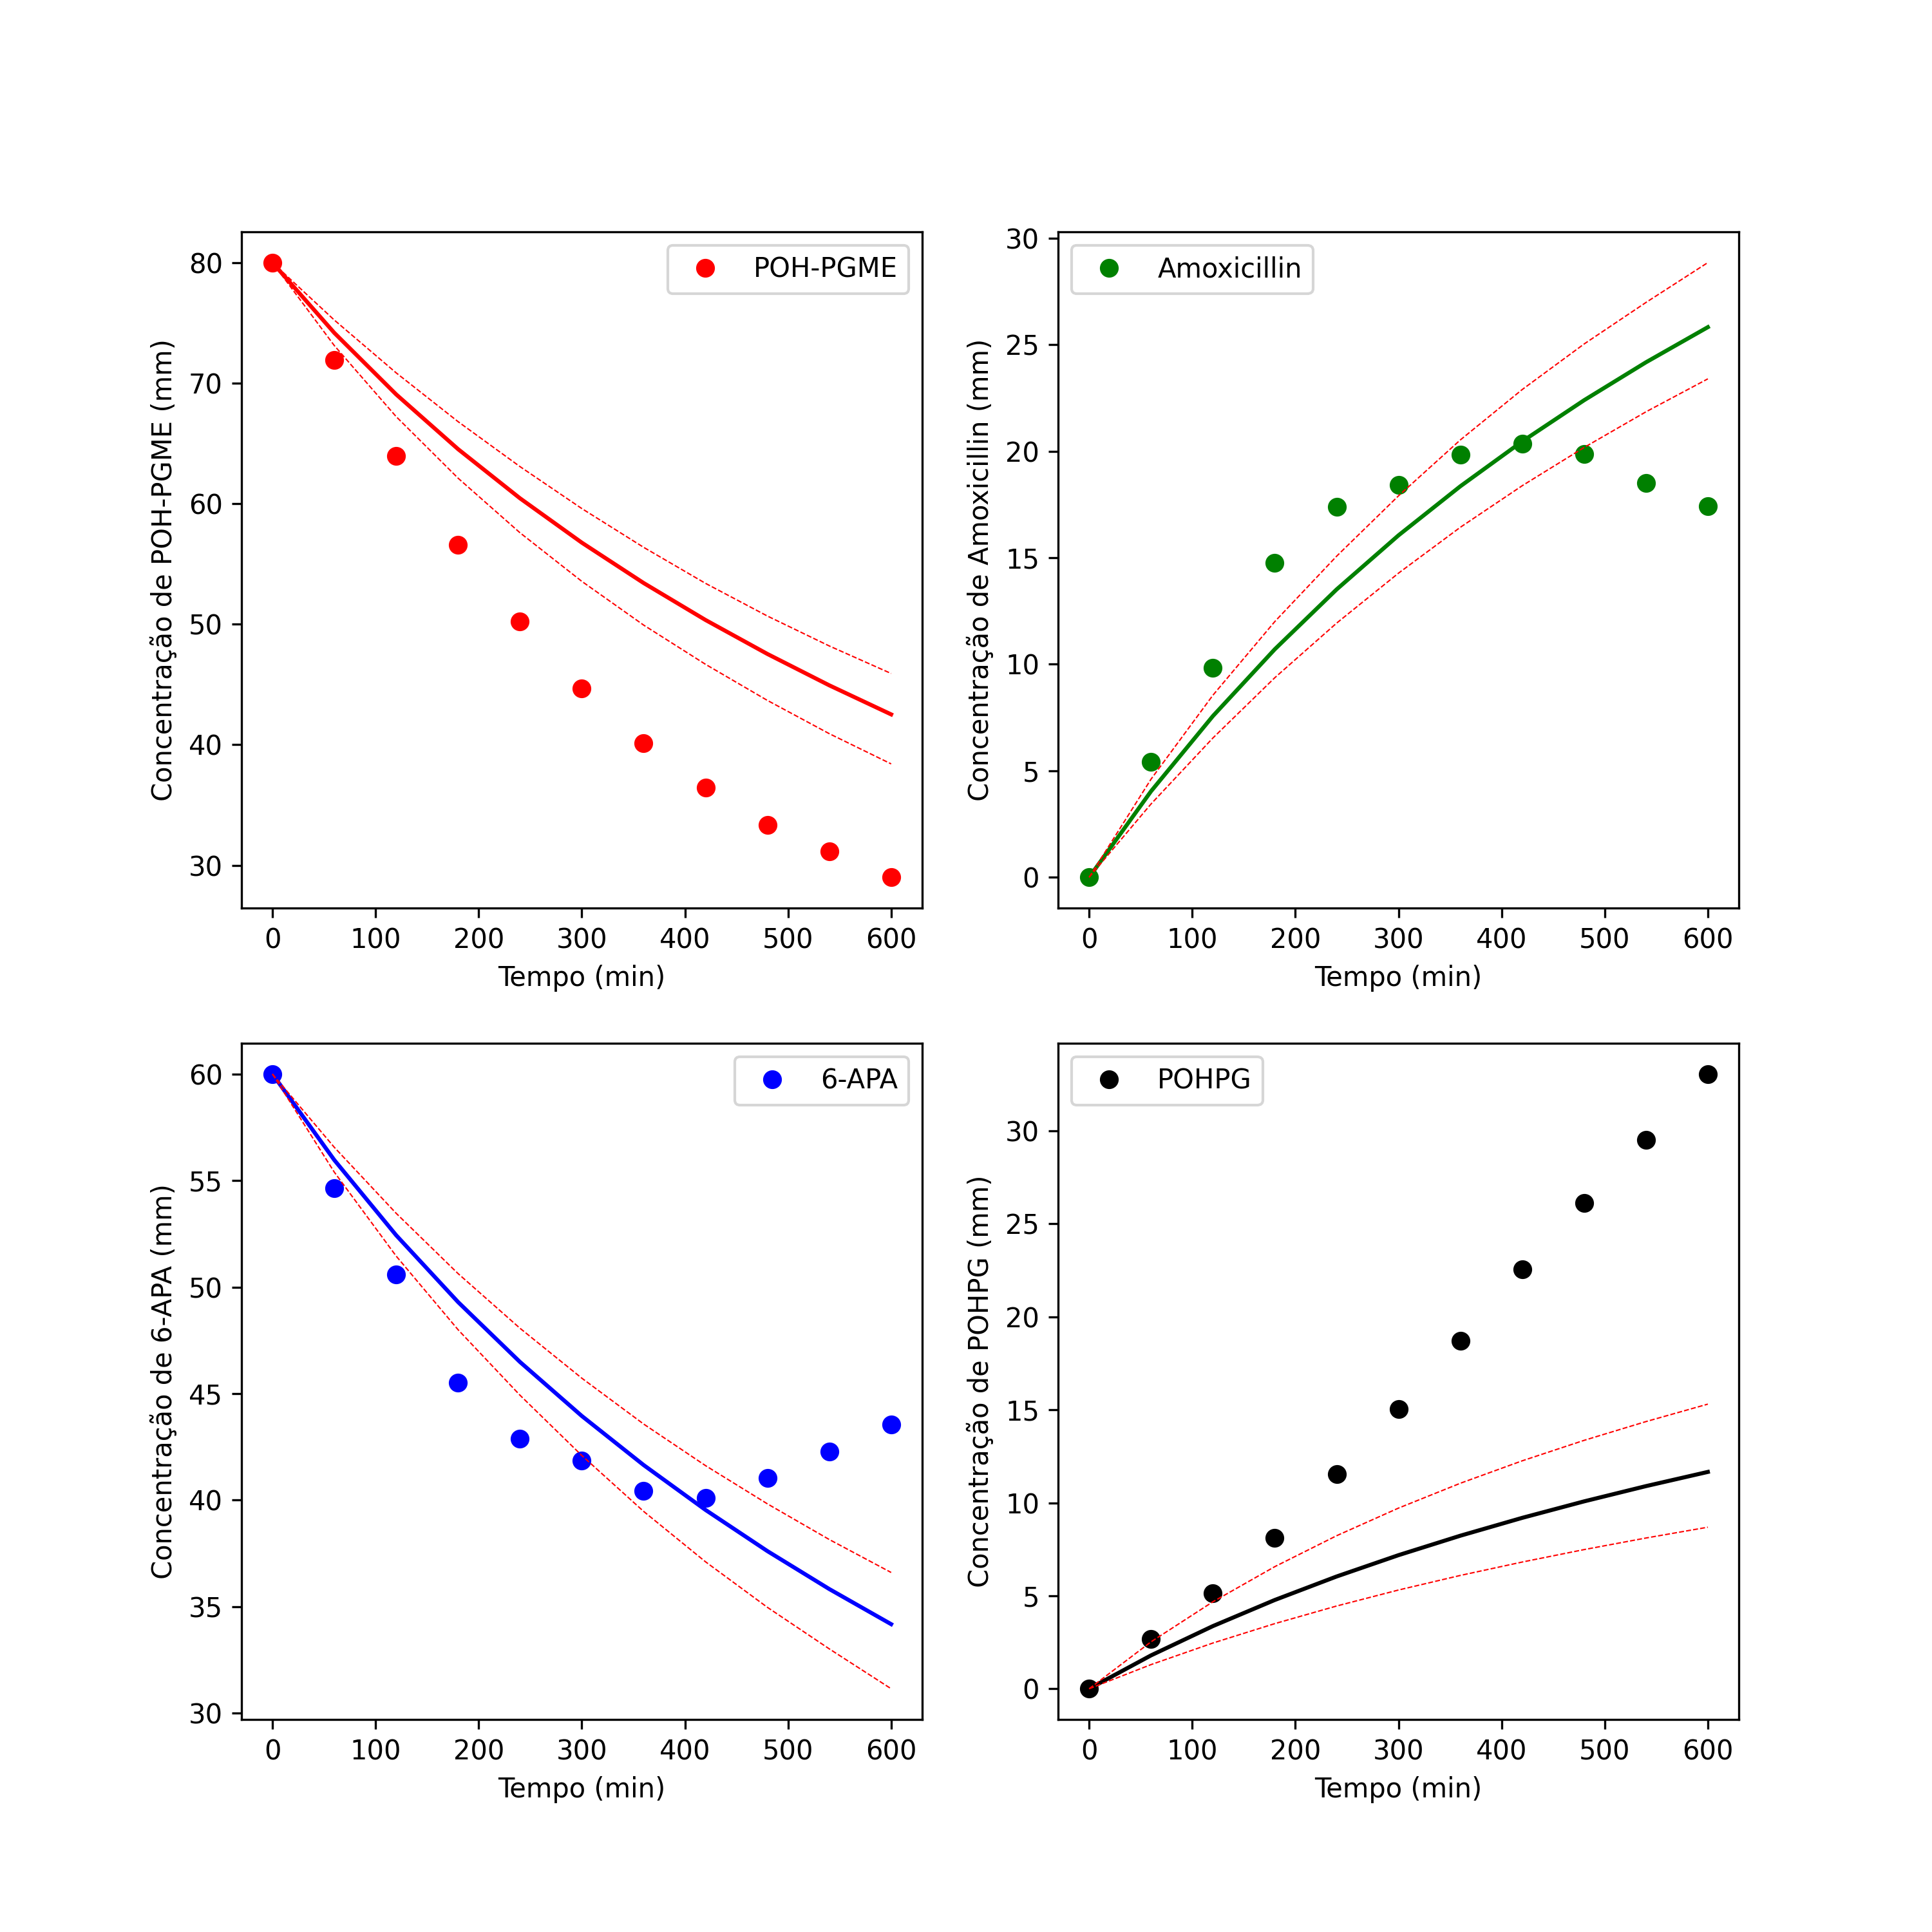 POH-PGME
80
70
60
50
40
30
Concentração de POH-PGME (mm)
0 100 200 300 400 500 600
Tempo (min)
Amoxicillin
30
25
20
15
10
5
0
Concentração de Amoxicillin (mm)
0 100 200 300 400 500 600
Tempo (min)
6-APA
60
55
50
45
40
35
30
Concentração de 6-APA (mm)
0 100 200 300 400 500 600
Tempo (min)
POHPG
30
25
20
15
10
5
0
Concentração de POHPG (mm)
0 100 200 300 400 500 600
Tempo (min)